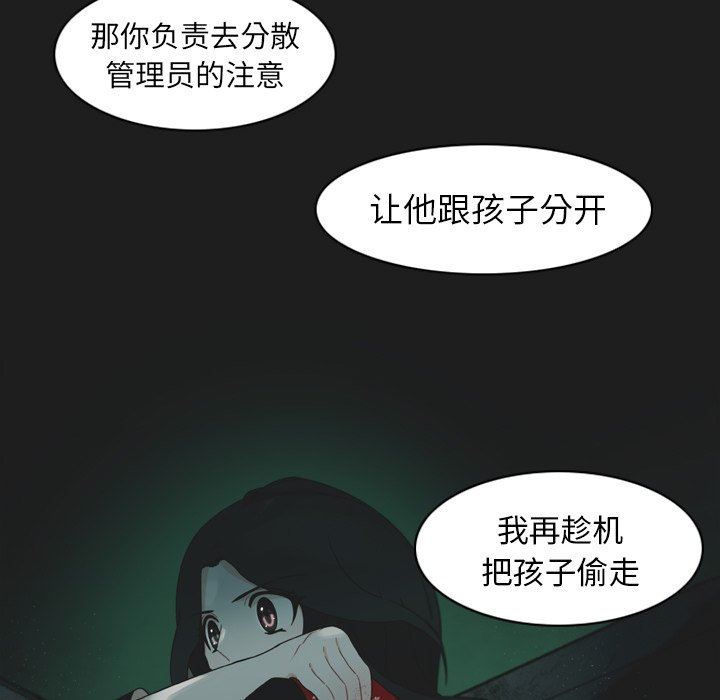 那你负责去分散
管理员的注意
让他跟孩子分开
我再趁机
把孩子偷走